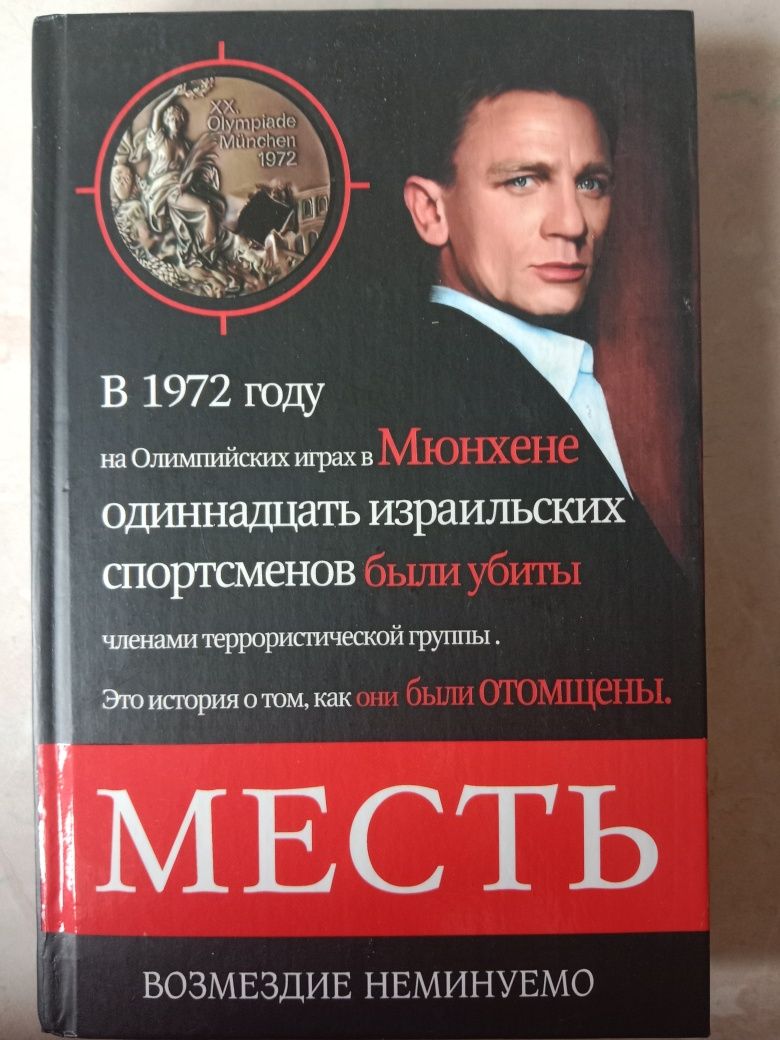 XX.
Olympiade
München
1972
В 1972 году
на Олимпийских играх в Мюнхене
одиннадцать израильских
спортсменов были убиты
членами террористической группы .
Это история о том, как они были отомщены.
МЕСТЬ
ВОЗМЕЗДИЕ НЕМИНУЕМО